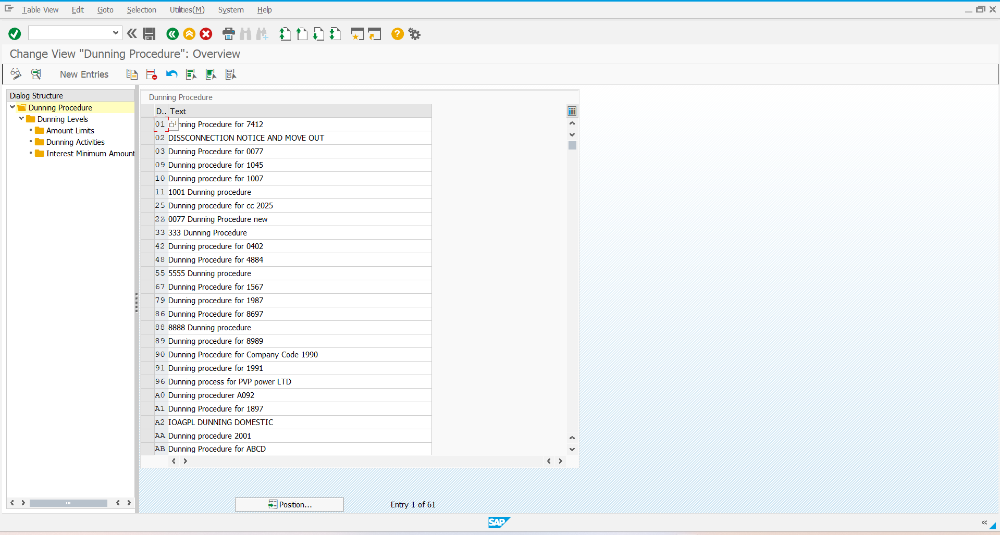 Table View Edit Goto Selection Utilities(M) System Help
Change View "Dunning Procedure": Overview
New Entries
Dialog Structure
Dunning Procedure
Dunning Levels
Amount Limits
Dunning Activities
Interest Minimum Amount
Dunning Procedure
D.. Text
01 nning Procedure for 7412
02 DISSCONNECTION NOTICE AND MOVE OUT
03 Dunning Procedure for 0077
09 Dunning procedure for 1045
10 Dunning procedure for 1007
11 1001 Dunning procedure
25 Dunning procedure for cc 2025
2Z 0077 Dunning Procedure new
33 333 Dunning Procedure
42 Dunning procedure for 0402
48 Dunning Procedure for 4884
55 5555 Dunning procedure
67 Dunning Procedure for 1567
79 Dunning procedure for 1987
86 Dunning Procedure for 8697
88 8888 Dunning procedure
89 Dunning procedure for 8989
90 Dunning Procedure for Company Code 1990
91 Dunning procedure for 1991
96 Dunning process for PVP power LTD
A0 Dunning procedurer A092
A1 Dunning Procedure for 1897
A2 IOAGPL DUNNING DOMESTIC
AA Dunning procedure 2001
AB Dunning Procedure for ABCD
Position... Entry 1 of 61
SAP